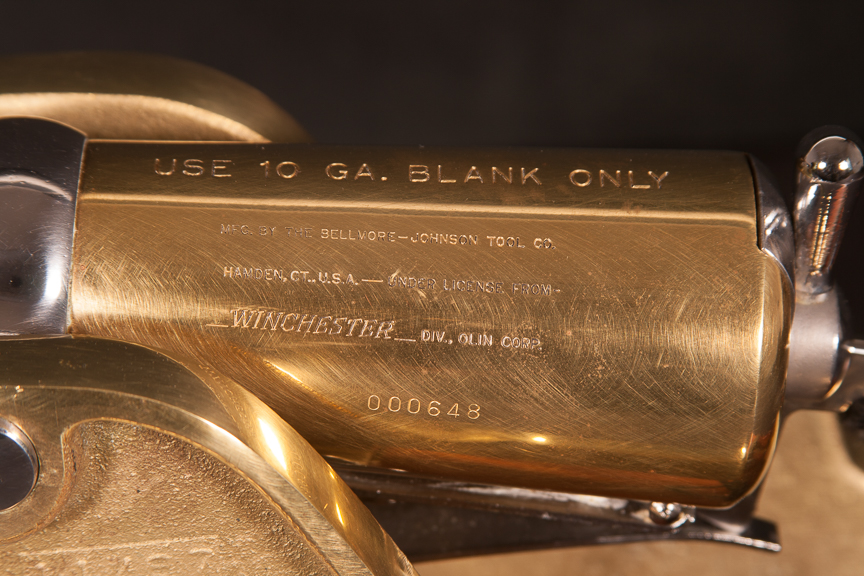 USE 10 GA. BLANK ONLY
MFG. BY THE BELLVORE-JOHNSON TOOL CO.
HAMDEN, CT., U.S.A. — UNDER LICENSE FROM-
WINCHESTER DIV., OLIN CORP.
000648